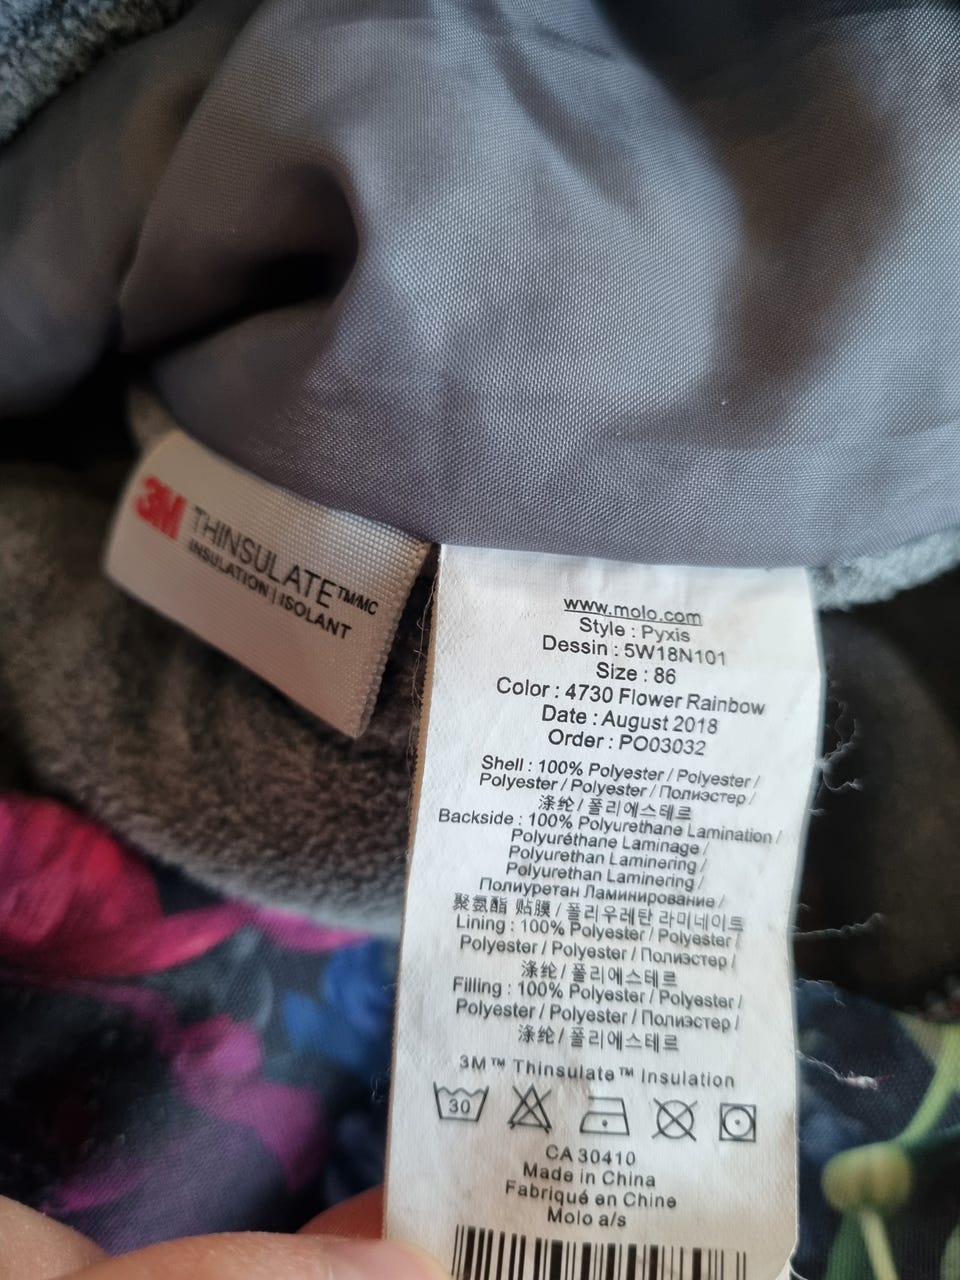 3M THINSULATE™/MC
INSULATION | ISOLANT
www.molo.com
Style : Pyxis
Dessin : 5W18N101
Size : 86
Color : 4730 Flower Rainbow
Date : August 2018
Order : PO03032
Shell : 100% Polyester / Polyester /
Polyester / Polyester / Полиэстер /
涤纶 / 폴리에스테르
Backside : 100% Polyurethane Lamination /
Polyuréthane Laminage /
Polyurethan Laminering /
Polyurethan Laminering /
Полиуретан Ламинирование /
聚氨酯 贴膜 / 폴리우레탄 라미네이트
Lining : 100% Polyester / Polyester /
Polyester / Polyester / Полиэстер /
涤纶 / 폴리에스테르
Filling : 100% Polyester / Polyester /
Polyester / Polyester / Полиэстер /
涤纶 / 폴리에스테르
3M™ Thinsulate™ Insulation
30
CA 30410
Made in China
Fabriqué en Chine
Molo a/s